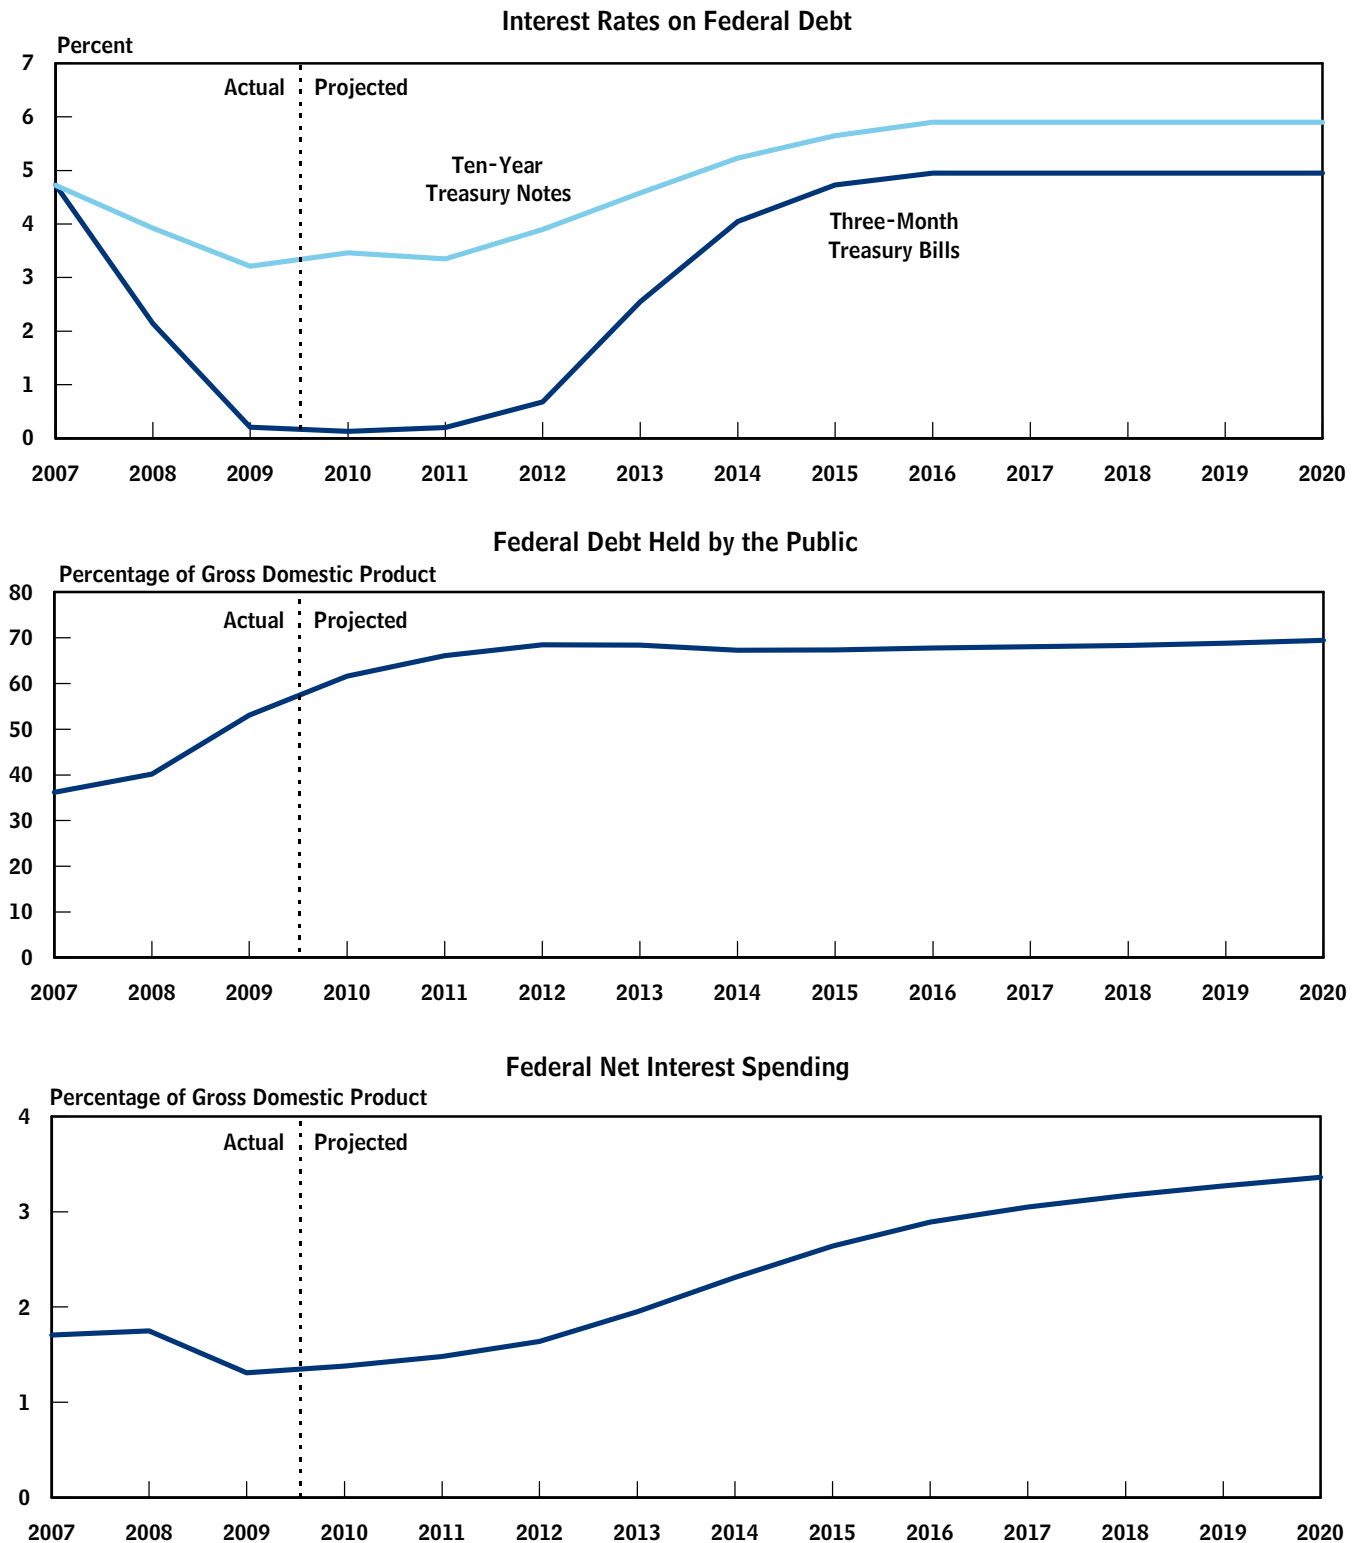 Interest Rates on Federal Debt
Percent
7
Actual Projected
6
Ten-Year
Treasury Notes
5
4
Three-Month
Treasury Bills
3
2
1
0
2007 2008 2009 2010 2011 2012 2013 2014 2015 2016 2017 2018 2019 2020
Federal Debt Held by the Public
Percentage of Gross Domestic Product
80
Actual Projected
70
60
50
40
30
20
10
0
2007 2008 2009 2010 2011 2012 2013 2014 2015 2016 2017 2018 2019 2020
Federal Net Interest Spending
Percentage of Gross Domestic Product
4
Actual Projected
3
2
1
0
2007 2008 2009 2010 2011 2012 2013 2014 2015 2016 2017 2018 2019 2020